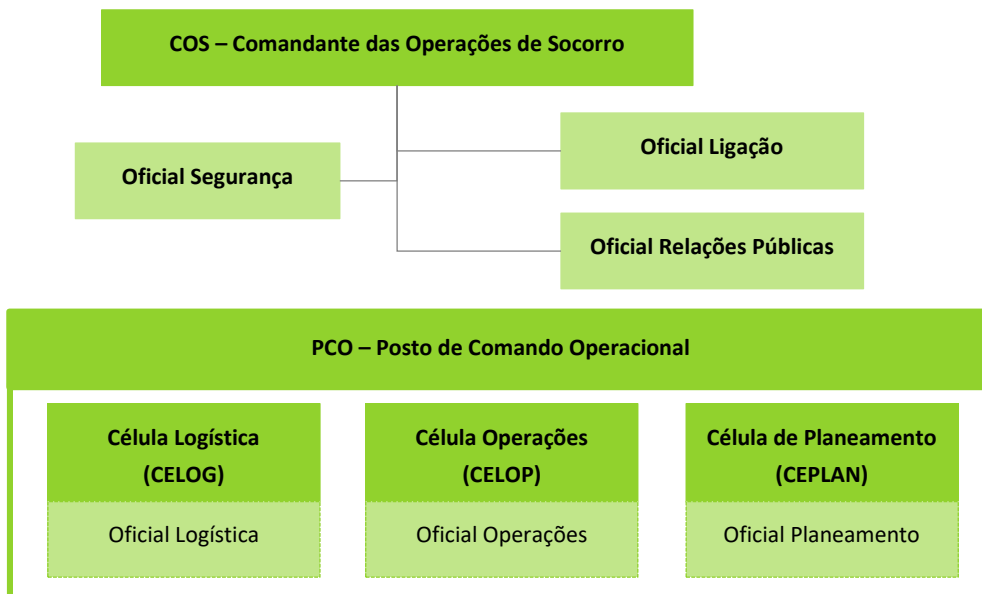 COS – Comandante das Operações de Socorro
Oficial Ligação
Oficial Segurança
Oficial Relações Públicas
PCO – Posto de Comando Operacional
Célula Logística
(CELOG)
Oficial Logística
Célula Operações
(CELOP)
Oficial Operações
Célula de Planeamento
(CEPLAN)
Oficial Planeamento